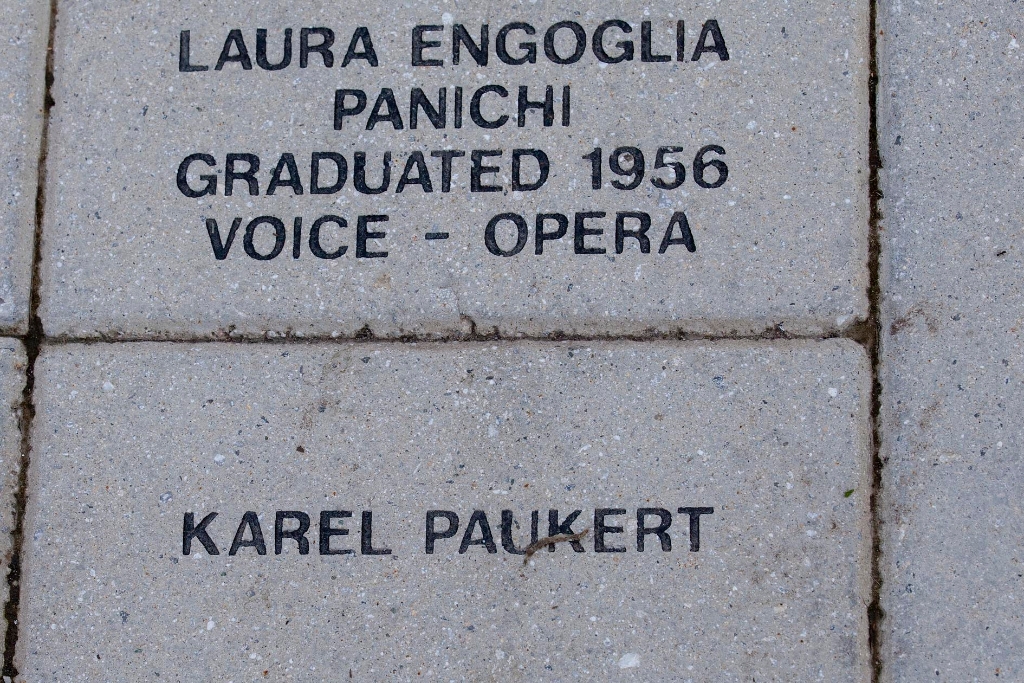 LAURA ENGOGLIA
PANICHI
GRADUATED 1956
VOICE - OPERA
KAREL PAUKERT